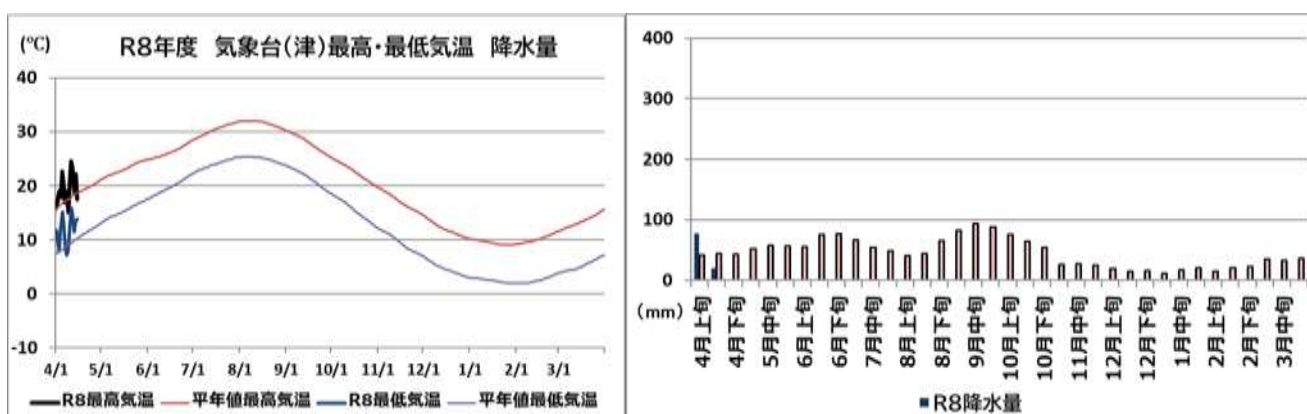 (℃)
R8年度 気象台(津)最高・最低気温 降水量
40
30
20
10
0
-10
4/1 5/1 6/1 7/1 8/1 9/1 10/1 11/1 12/1 1/1 2/1 3/1
R8最高気温 平年値最高気温 R8最低気温 平年値最低気温
400
300
200
100
0
(mm)
4月上旬
4月下旬
5月中旬
6月上旬
6月下旬
7月中旬
8月上旬
8月下旬
9月中旬
10月上旬
10月下旬
11月中旬
12月上旬
12月下旬
1月中旬
2月上旬
2月下旬
3月中旬
R8降水量